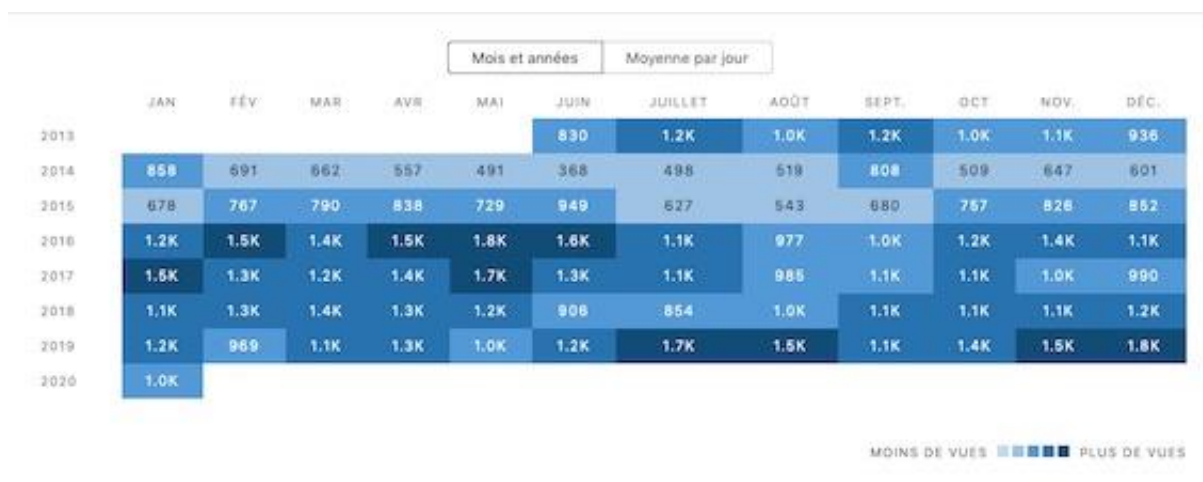 Mois et années Moyenne par jour
JAN FÉV MAR AVR MAI JUIN JUILLET AOÛT SEPT. OCT NOV. DÉC.
2013 830 1.2K 1.0K 1.2K 1.0K 1.1K 936
2014 858 691 662 557 491 368 498 519 808 509 647 601
2015 678 767 790 838 729 949 627 543 680 757 826 852
2016 1.2K 1.5K 1.4K 1.5K 1.8K 1.6K 1.1K 977 1.0K 1.2K 1.4K 1.1K
2017 1.5K 1.3K 1.2K 1.4K 1.7K 1.3K 1.1K 985 1.1K 1.1K 1.0K 990
2018 1.1K 1.3K 1.4K 1.3K 1.2K 906 854 1.0K 1.1K 1.1K 1.1K 1.2K
2019 1.2K 969 1.1K 1.3K 1.0K 1.2K 1.7K 1.5K 1.1K 1.4K 1.5K 1.8K
2020 1.0K
MOINS DE VUES PLUS DE VUES